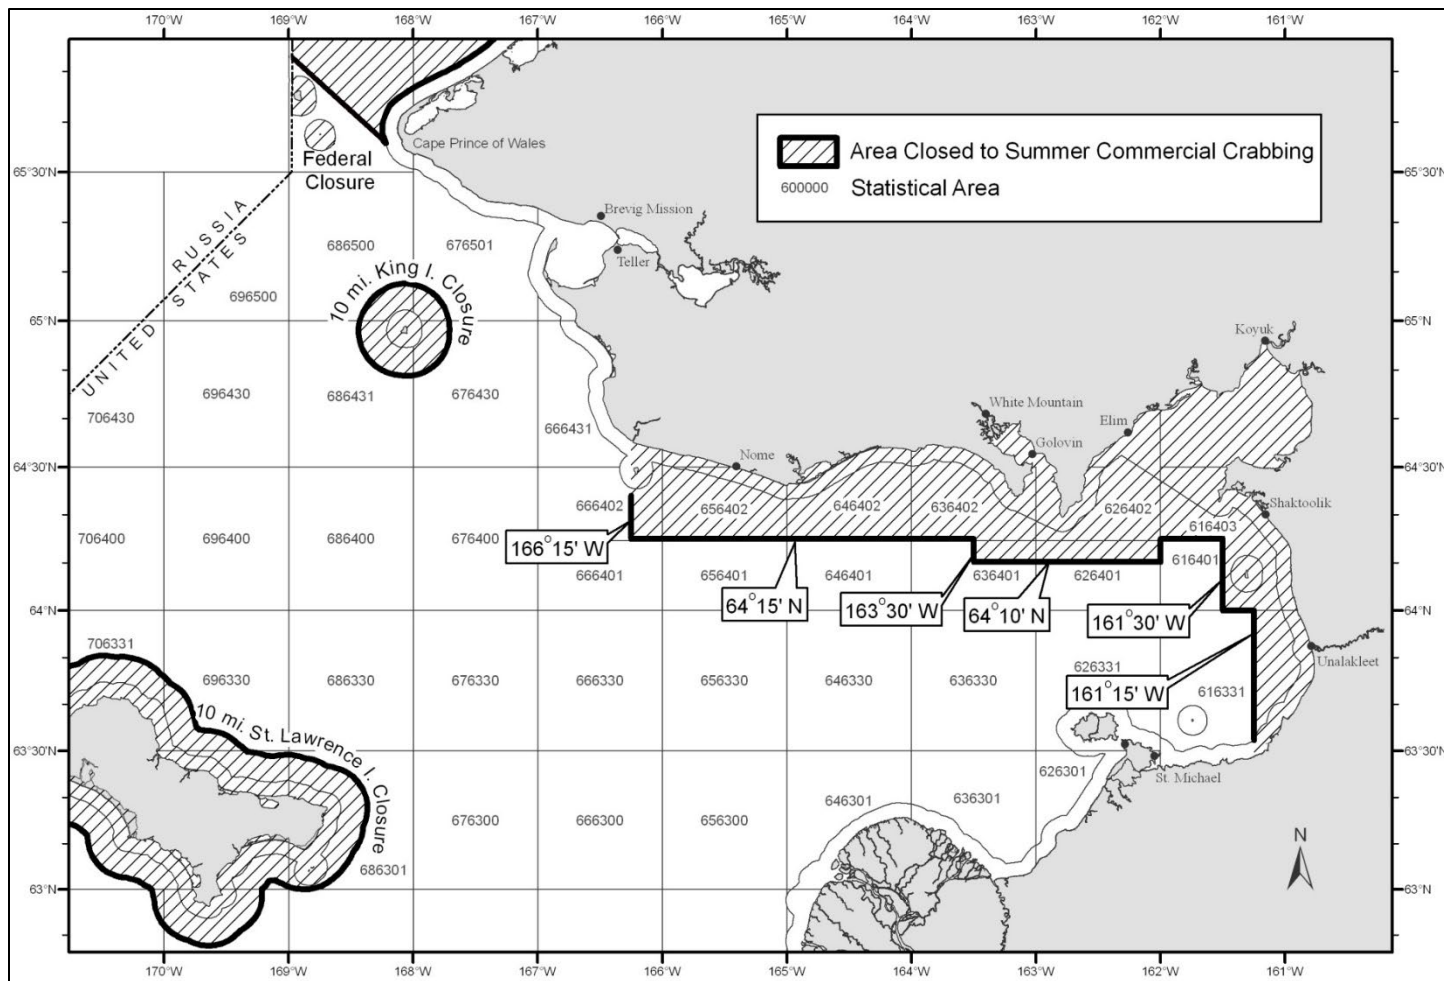 170°W 169°W 168°W 167°W 166°W 165°W 164°W 163°W 162°W 161°W
Cape Prince of Wales
Area Closed to Summer Commercial Crabbing
600000 Statistical Area
Federal
Closure
65°30'N
65°30'N
RUSSIA
UNITED STATES
Brevig Mission
Teller
686500
676501
696500
10 mi. King I. Closure
65°N
65°N
Koyuk
696430
686431
676430
706430
666431
White Mountain
Elim
Golovin
Nome
64°30'N
64°30'N
Shaktoolik
666402
656402
646402
636402
626402
616403
706400
696400
686400
676400
616401
166°15' W
666401
656401
646401
636401
626401
64°15' N
163°30' W
64°10' N
161°30' W
64°N
64°N
706331
Unalakleet
696330
686330
676330
666330
656330
646330
636330
626331
161°15' W
616331
10 mi. St. Lawrence I. Closure
63°30'N
63°30'N
626301
St. Michael
646301
636301
676300
666300
656300
686301
N
63°N
63°N
170°W 169°W 168°W 167°W 166°W 165°W 164°W 163°W 162°W 161°W